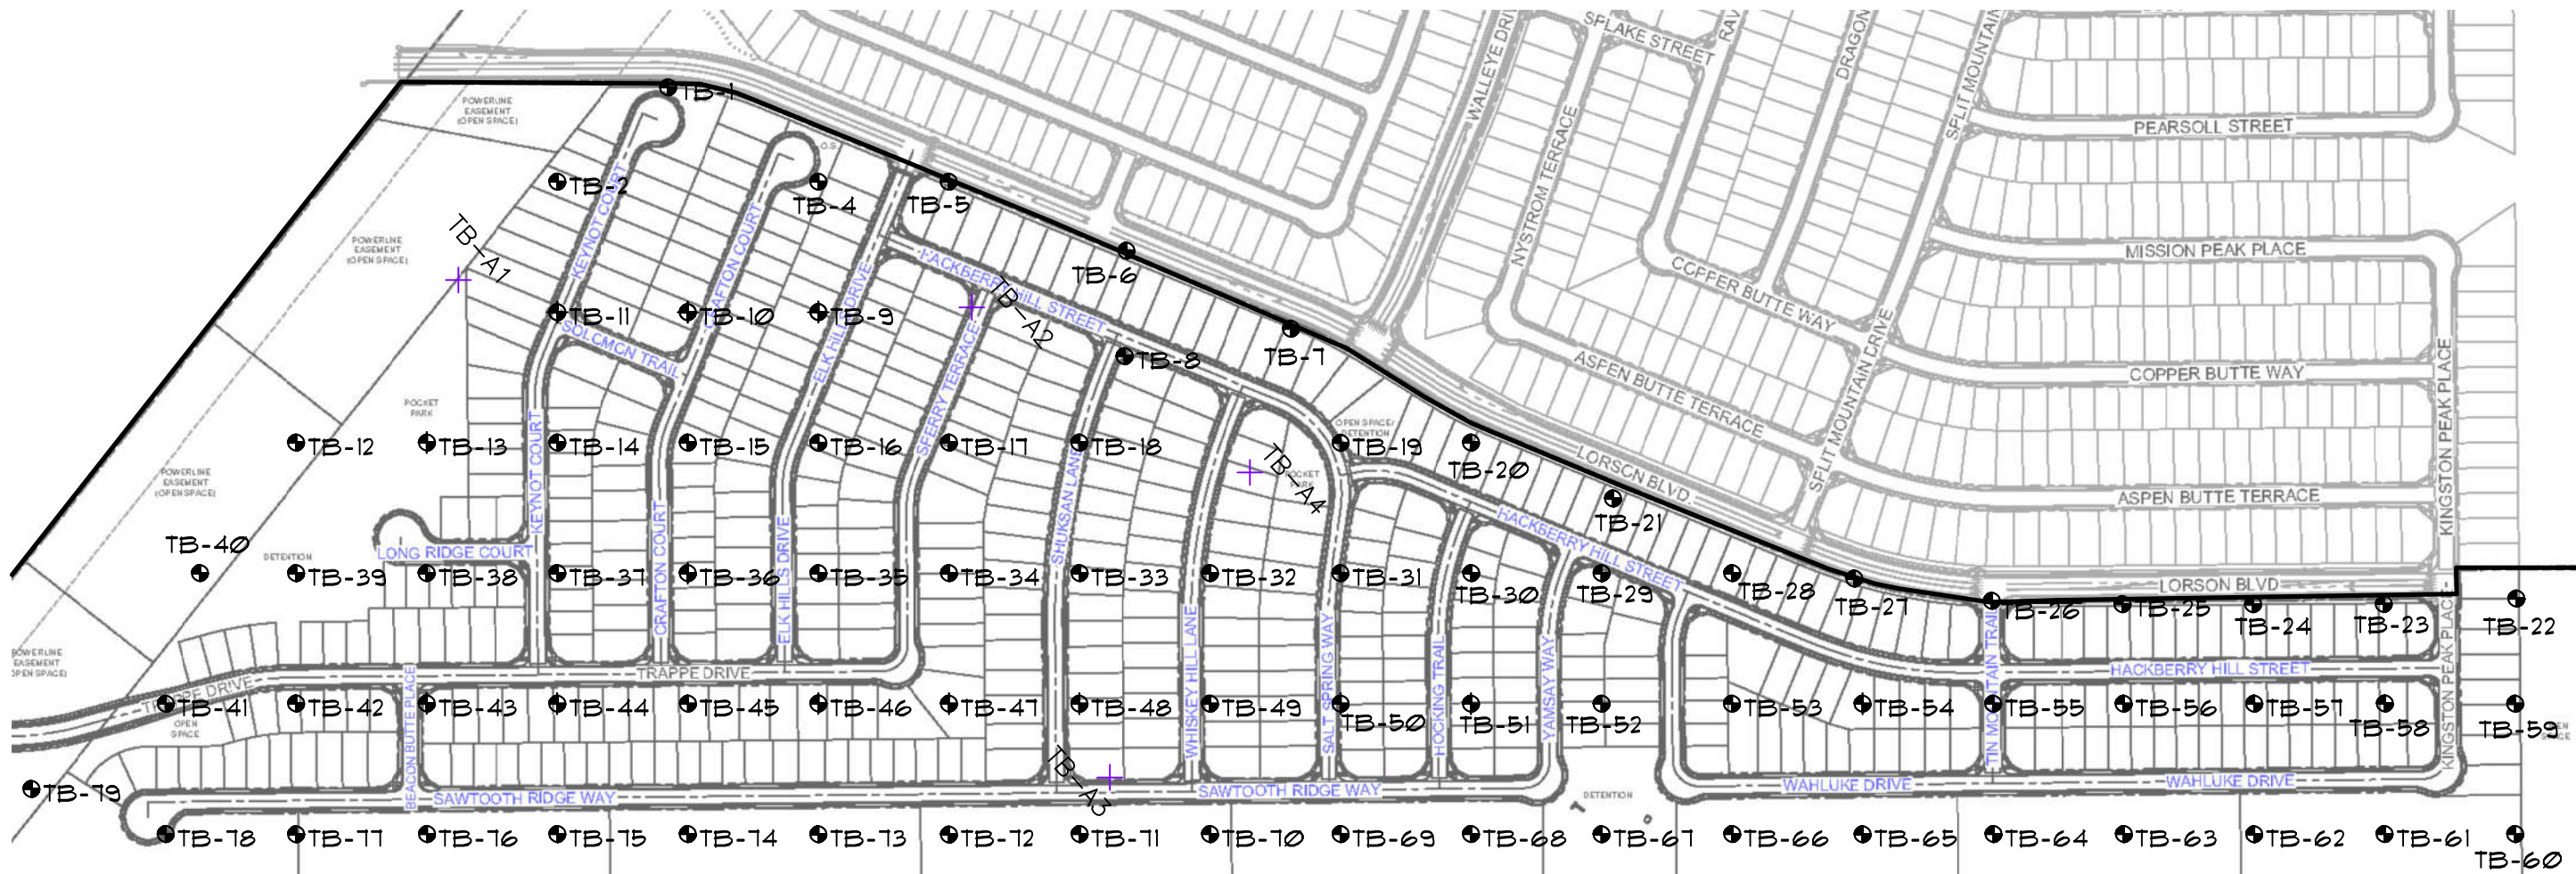 SPLAKE STREET
RAV
DRAGON
SPLIT MOUNTAIN
WALLEYE DRI
PEARSOLL STREET
POWERLINE
EASEMENT
(OPEN SPACE)
TB-1
O.S.
TB-2
KEYNOT COURT
TB-4
TB-5
NYSTROM TERRACE
TB-A1
POWERLINE
EASEMENT
(OPEN SPACE)
CRAFTON COURT
HACKBERRY HILL STREET
TB-6
MISSION PEAK PLACE
COPPER BUTTE WAY
TB-11
TB-10
TB-9
ELK HILLS DRIVE
TB-A2
TB-7
SOLOMON TRAIL
TB-8
SPERRY TERRACE
ASPEN BUTTE TERRACE
SPLIT MOUNTAIN DRIVE
COPPER BUTTE WAY
KINGSTON PEAK PLACE
POCKET
PARK
OPEN SPACE/
DETENTION
TB-12
TB-13
TB-14
TB-15
TB-16
TB-17
TB-18
TB-19
TB-20
TB-A4
POCKET
PARK
LORSON BLVD.
POWERLINE
EASEMENT
(OPEN SPACE)
KEYNOT COURT
ASPEN BUTTE TERRACE
TB-21
HACKBERRY HILL STREET
SHUKSAN LANE
TB-40
DETENTION
LONG RIDGE COURT
CRAFTON COURT
ELK HILLS DRIVE
TB-39
TB-38
TB-37
TB-36
TB-35
TB-34
TB-33
TB-32
TB-31
TB-30
TB-29
TB-28
TB-27
TB-26
TB-25
TB-24
TB-23
TB-22
LORSON BLVD
POWERLINE
EASEMENT
OPEN SPACE)
TRAPPE DRIVE
WHISKEY HILL LANE
SALT SPRING WAY
HOCKING TRAIL
YAMSAY WAY
TIN MOUNTAIN TRAIL
HACKBERRY HILL STREET
KINGSTON PEAK PLACE
TRAPPE DRIVE
BEACON BUTTE PLACE
TB-41
TB-42
TB-43
TB-44
TB-45
TB-46
TB-47
TB-48
TB-49
TB-50
TB-51
TB-52
TB-53
TB-54
TB-55
TB-56
TB-57
TB-58
TB-59
OPEN
SPACE
TB-A3
TB-79
SAWTOOTH RIDGE WAY
SAWTOOTH RIDGE WAY
DETENTION
WAHLUKE DRIVE
WAHLUKE DRIVE
TB-78
TB-77
TB-76
TB-75
TB-74
TB-73
TB-72
TB-71
TB-70
TB-69
TB-68
TB-67
TB-66
TB-65
TB-64
TB-63
TB-62
TB-61
TB-60